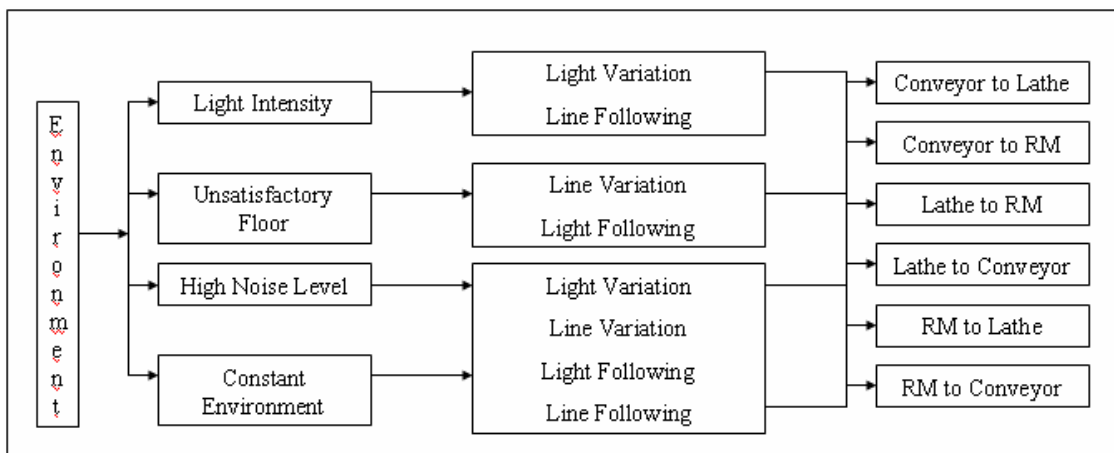 Environment
Light Intensity
Unsatisfactory
Floor
High Noise Level
Constant
Environment
Light Variation
Line Following
Line Variation
Light Following
Light Variation
Line Variation
Light Following
Line Following
Conveyor to Lathe
Conveyor to RM
Lathe to RM
Lathe to Conveyor
RM to Lathe
RM to Conveyor